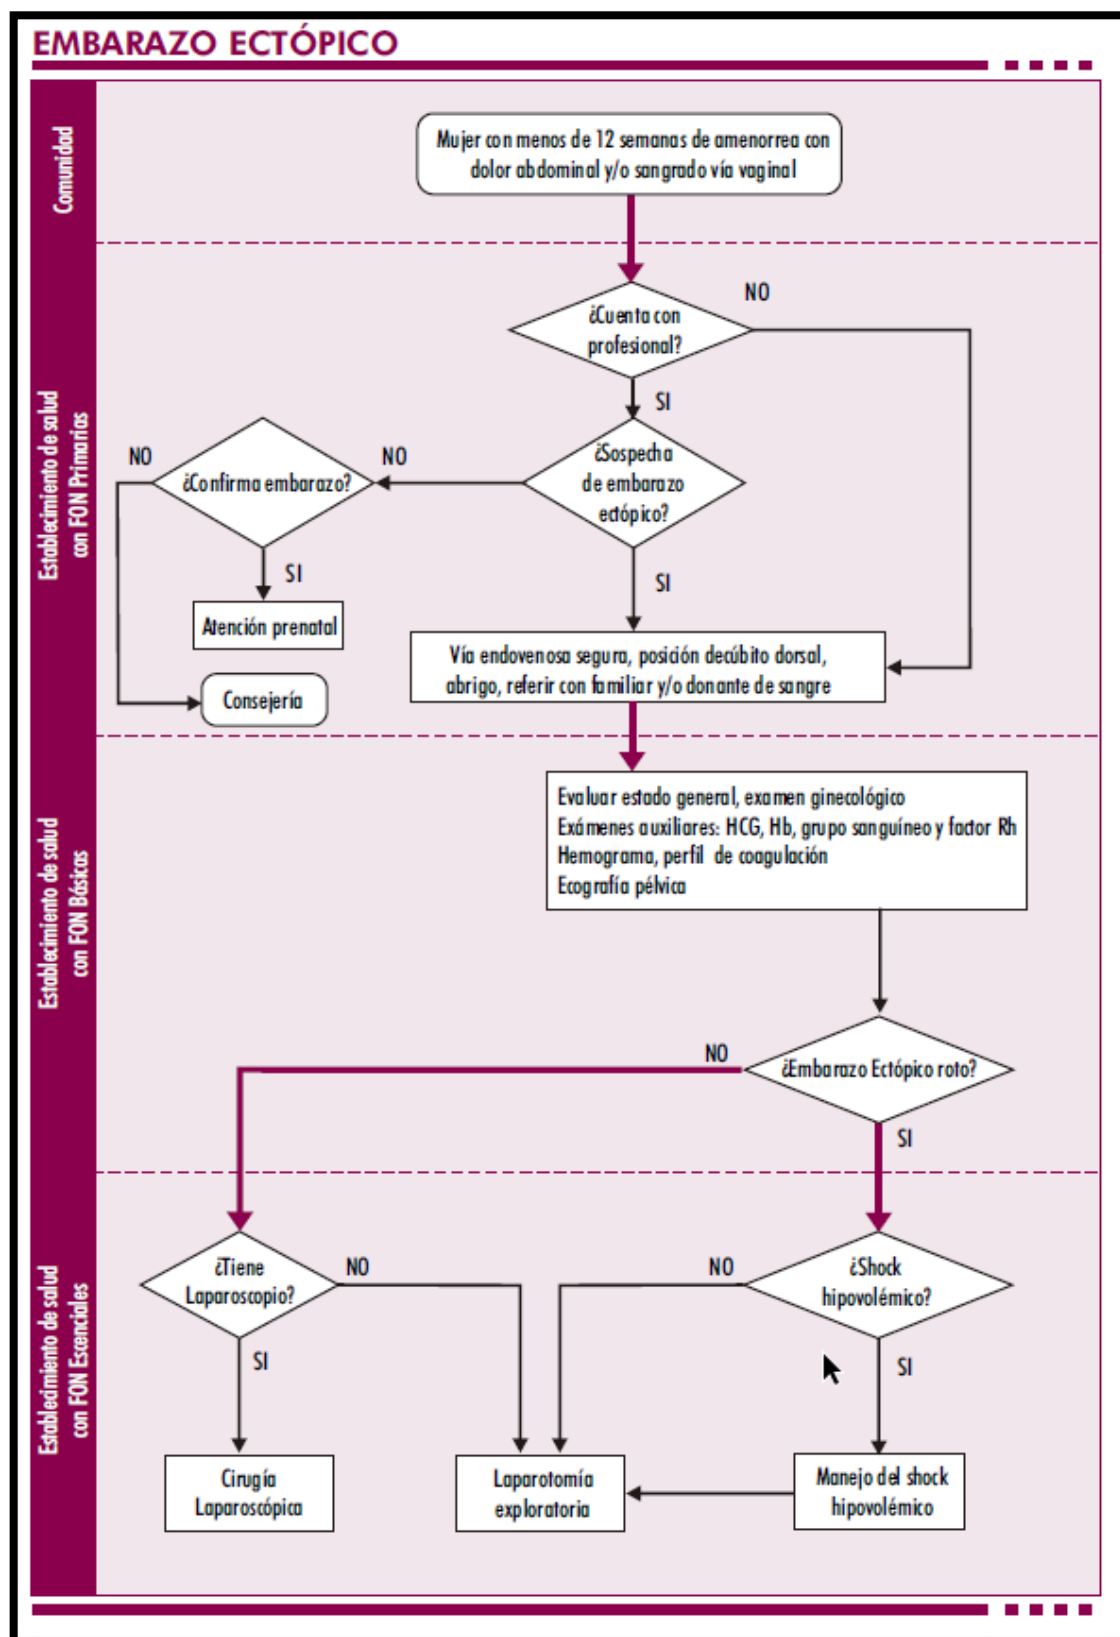 EMBARAZO ECTÓPICO
Comunidad
Mujer con menos de 12 semanas de amenorrea con
dolor abdominal y/o sangrado vía vaginal
Establecimiento de salud
con FON Primarias
¿Cuenta con
profesional?
NO
SI
¿Sospecha
de embarazo
ectópico?
NO
¿Confirma embarazo?
NO
SI
SI
Atención prenatal
Consejería
Vía endovenosa segura, posición decúbito dorsal,
abrigo, referir con familiar y/o donante de sangre
Establecimiento de salud
con FON Básicas
Evaluar estado general, examen ginecológico
Exámenes auxiliares: HCG, Hb, grupo sanguíneo y factor Rh
Hemograma, perfil de coagulación
Ecografía pélvica
¿Embarazo Ectópico roto?
NO
SI
Establecimiento de salud
con FON Escenciales
¿Tiene
Laparoscopio?
NO
SI
¿Shock
hipovolémico?
NO
SI
Cirugía
Laparoscópica
Laparotomía
exploratoria
Manejo del shock
hipovolémico